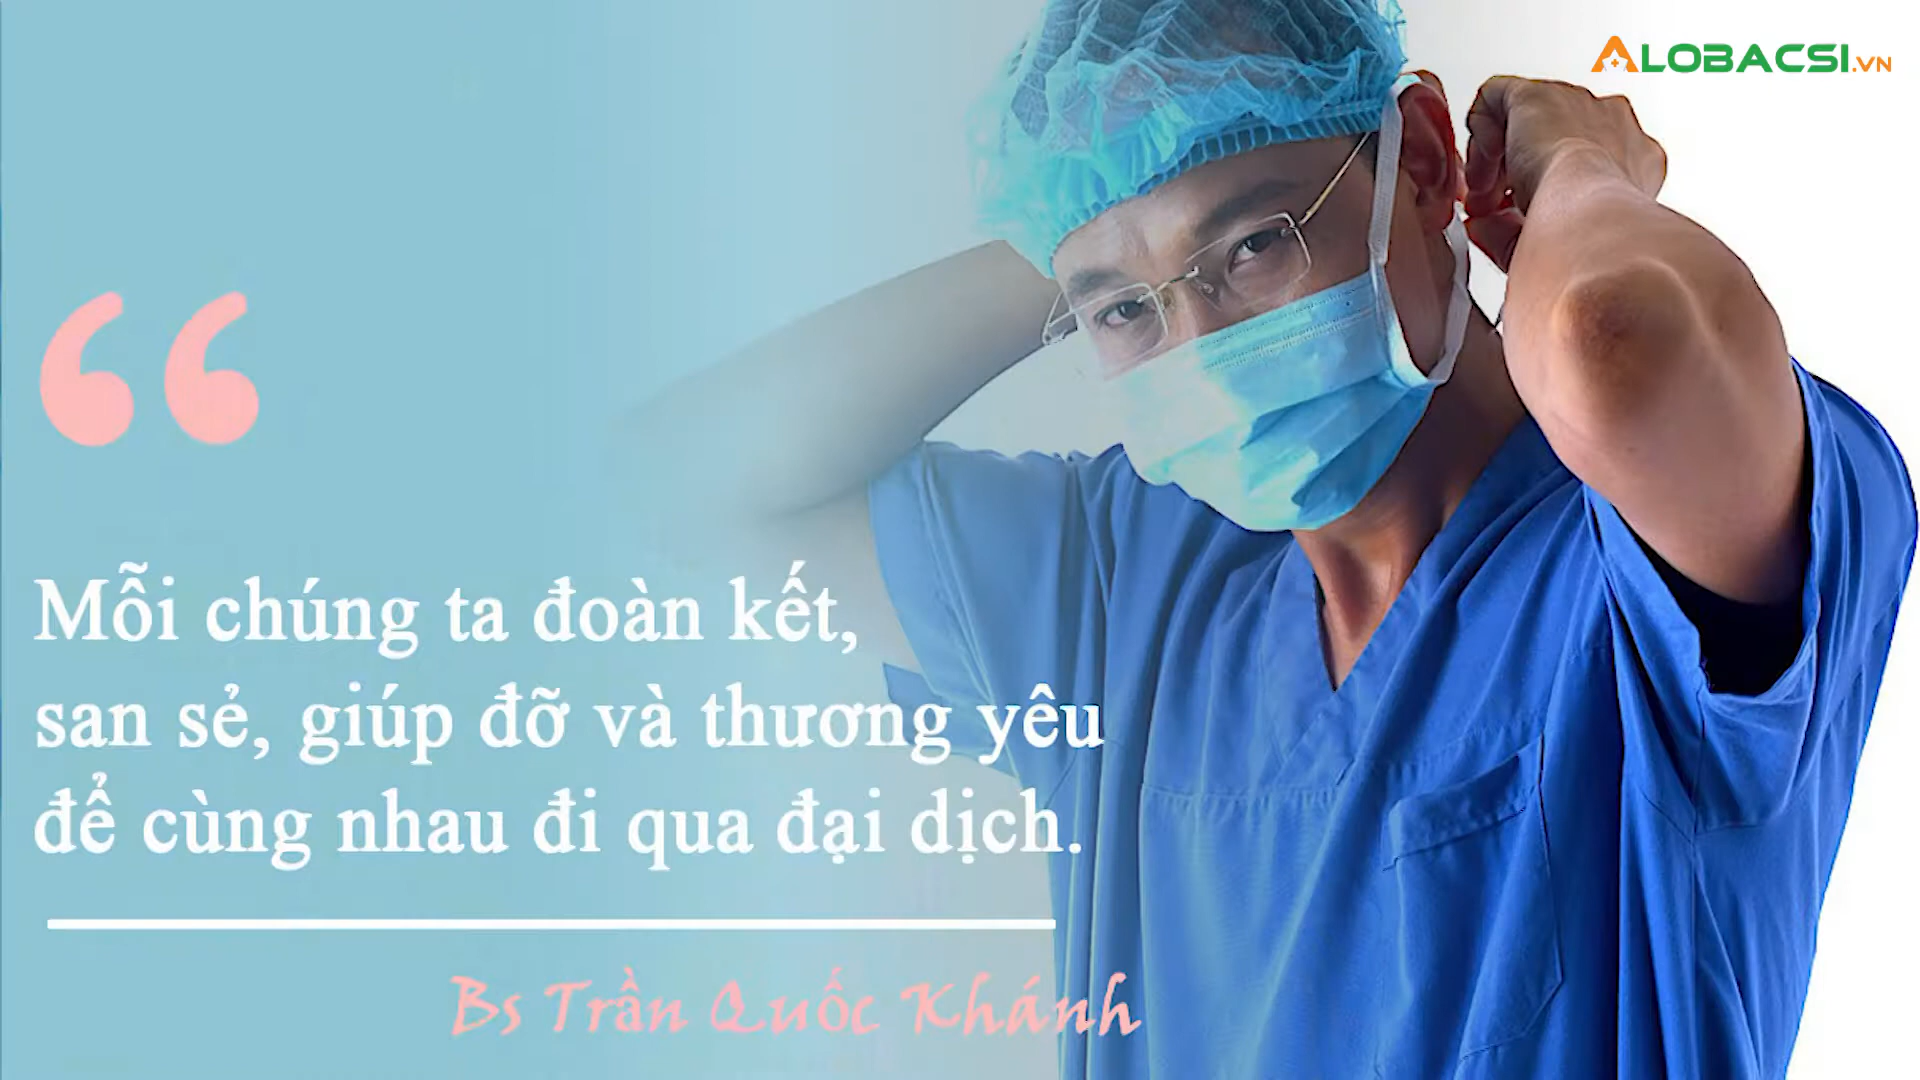 ALOBACSI.VN
Mỗi chúng ta đoàn kết,
san sẻ, giúp đỡ và thương yêu
để cùng nhau đi qua đại dịch.
Bs Trần Quốc Khánh